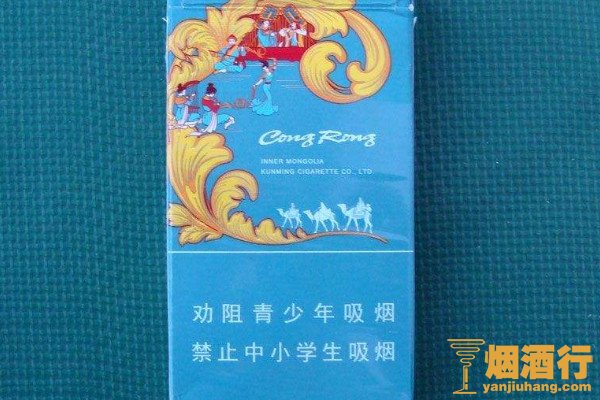 Cong Rong
INNER MONGOLIA
KUNMING CIGARETTE CO., LTD
劝阻青少年吸烟
禁止中小学生吸烟
烟酒行
yanjiuhang.com